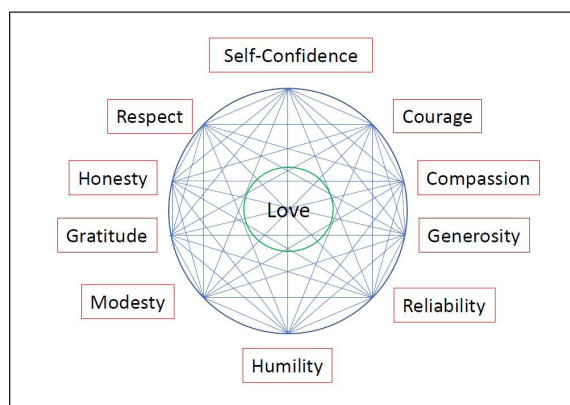 Self-Confidence
Respect
Courage
Honesty
Compassion
Love
Gratitude
Generosity
Modesty
Reliability
Humility